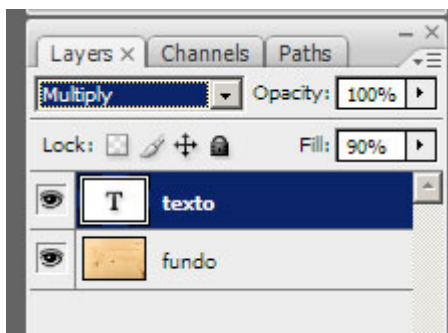 Layers × Channels Paths
Multiply Opacity: 100%
Lock: Fill: 90%
T texto
fundo